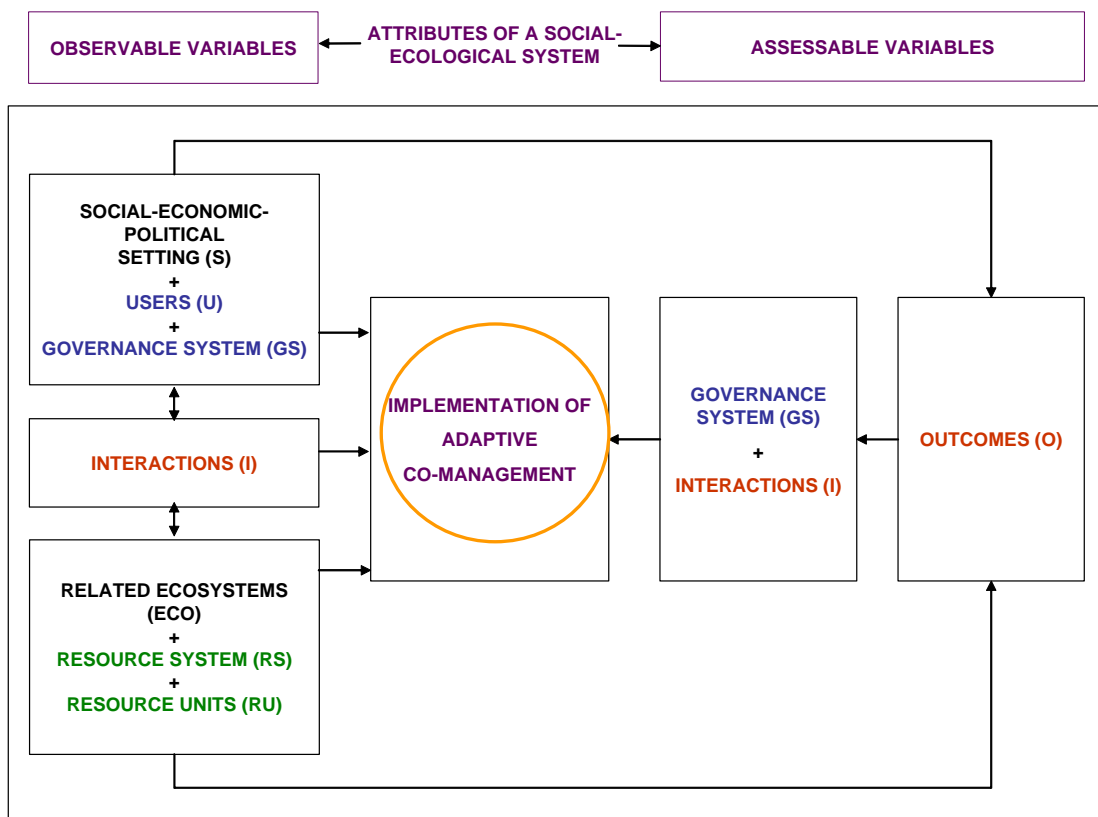 OBSERVABLE VARIABLES
ATTRIBUTES OF A SOCIAL-
ECOLOGICAL SYSTEM
ASSESSABLE VARIABLES
SOCIAL-ECONOMIC-
POLITICAL
SETTING (S)
+
USERS (U)
+
GOVERNANCE SYSTEM (GS)
INTERACTIONS (I)
RELATED ECOSYSTEMS
(ECO)
+
RESOURCE SYSTEM (RS)
+
RESOURCE UNITS (RU)
IMPLEMENTATION OF
ADAPTIVE
CO-MANAGEMENT
GOVERNANCE
SYSTEM (GS)
+
INTERACTIONS (I)
OUTCOMES (O)